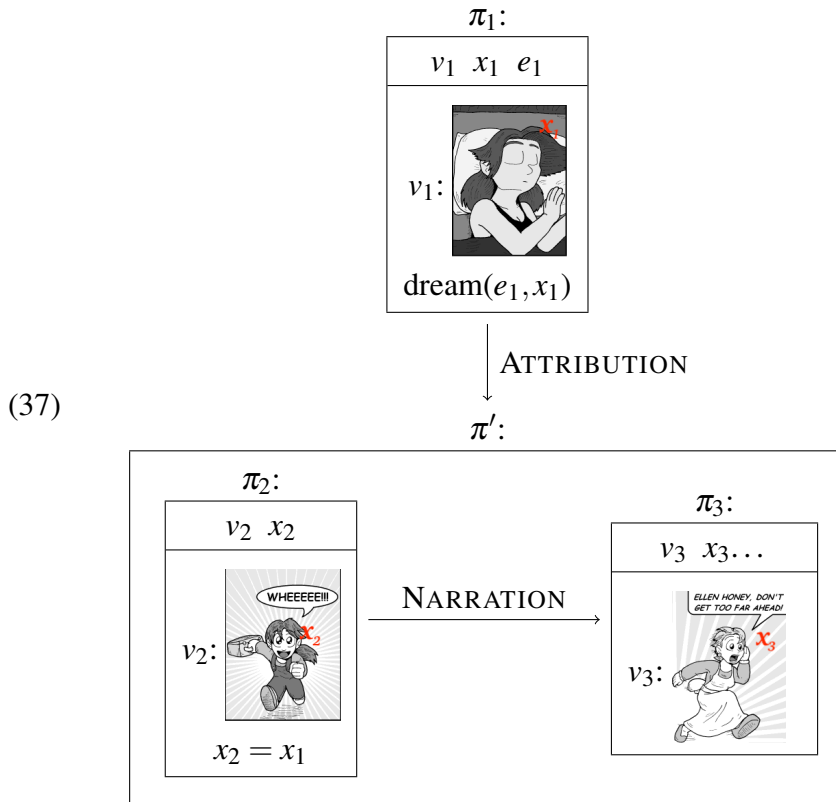 π₁:
v₁ x₁ e₁
v₁:
x₁
dream(e₁,x₁)
ATTRIBUTION
(37)
π′:
π₂:
v₂ x₂
v₂:
WHEEEEE!!!
x₂
x₂ = x₁
NARRATION
π₃:
v₃ x₃…
v₃:
ELLEN HONEY, DON'T
GET TOO FAR AHEAD!
x₃